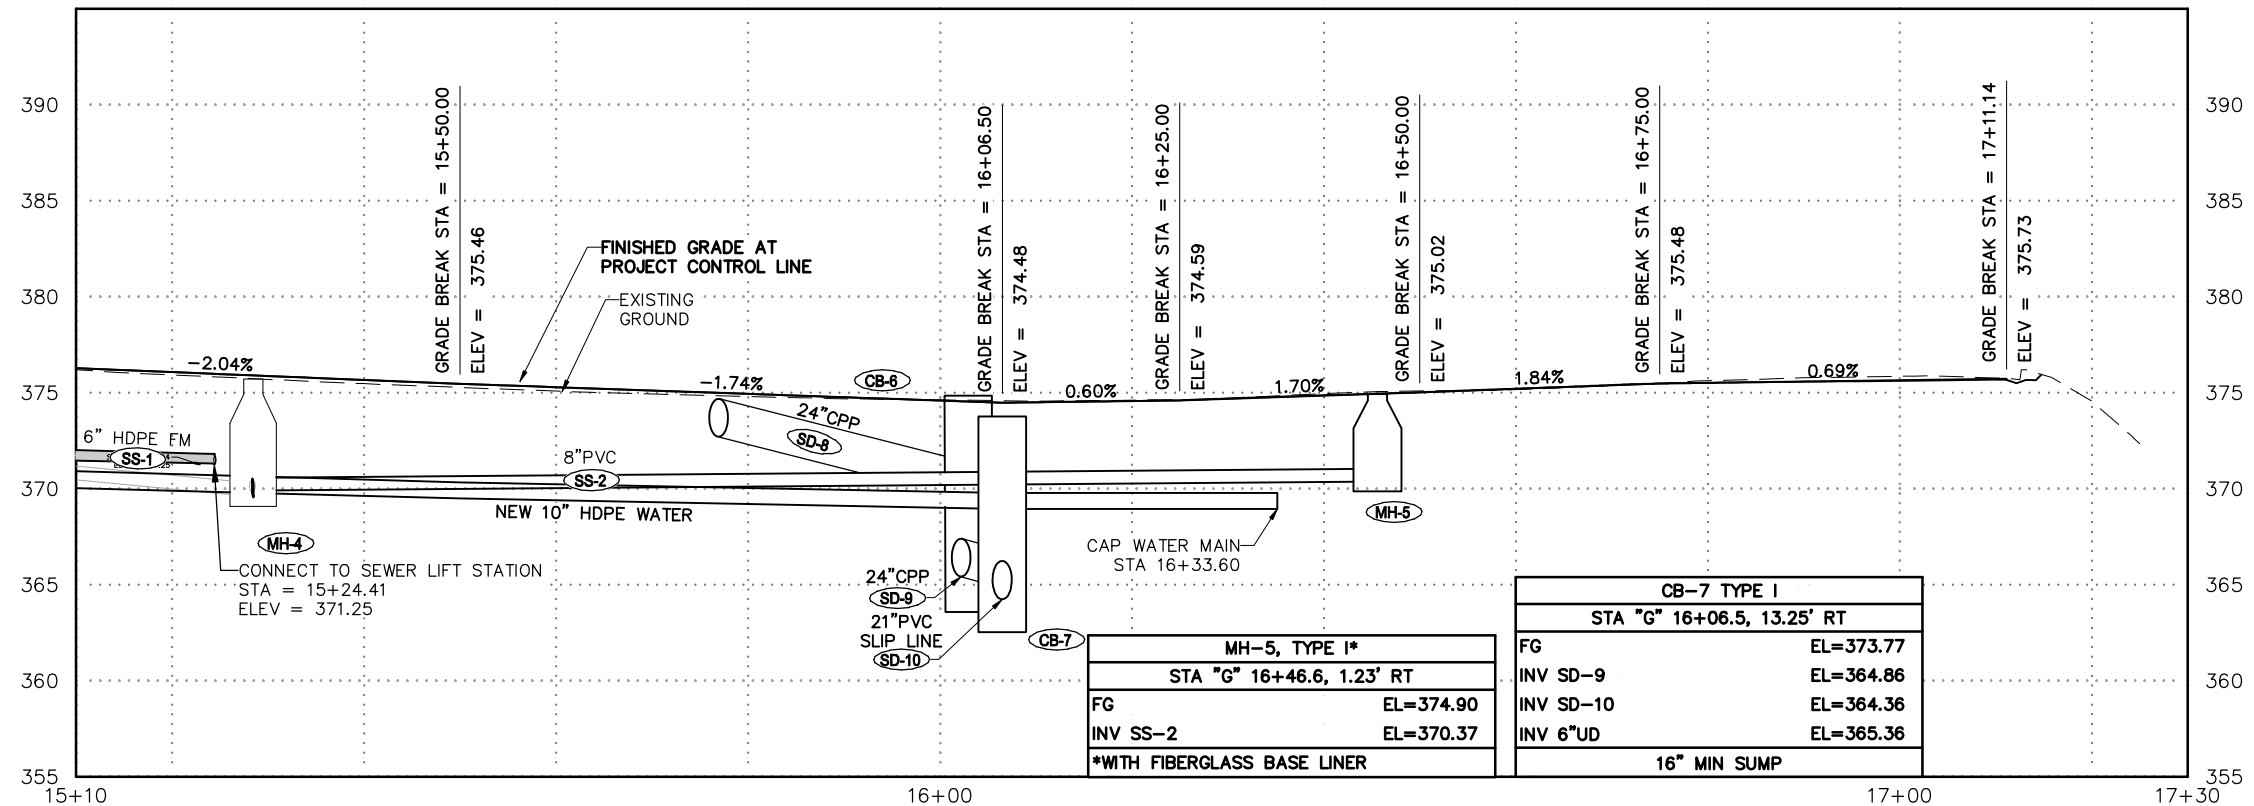 390
385
380
375
370
365
360
355
390
385
380
375
370
365
360
355
15+10
16+00
17+00
17+30
GRADE BREAK STA = 15+50.00
ELEV = 375.46
GRADE BREAK STA = 16+06.50
ELEV = 374.48
GRADE BREAK STA = 16+25.00
ELEV = 374.59
GRADE BREAK STA = 16+50.00
ELEV = 375.02
GRADE BREAK STA = 16+75.00
ELEV = 375.48
GRADE BREAK STA = 17+11.14
ELEV = 375.73
FINISHED GRADE AT
PROJECT CONTROL LINE
EXISTING
GROUND
-2.04%
-1.74%
0.60%
1.70%
1.84%
0.69%
CB-6
24"CPP
SD-8
6" HDPE FM
SS-1
8"PVC
SS-2
NEW 10" HDPE WATER
MH-4
MH-5
CONNECT TO SEWER LIFT STATION
STA = 15+24.41
ELEV = 371.25
CAP WATER MAIN
STA 16+33.60
24"CPP
SD-9
21"PVC
SLIP LINE
SD-10
CB-7
MH-5, TYPE I*
STA "G" 16+46.6, 1.23' RT
FG EL=374.90
INV SS-2 EL=370.37
*WITH FIBERGLASS BASE LINER
CB-7 TYPE I
STA "G" 16+06.5, 13.25' RT
FG EL=373.77
INV SD-9 EL=364.86
INV SD-10 EL=364.36
INV 6"UD EL=365.36
16" MIN SUMP